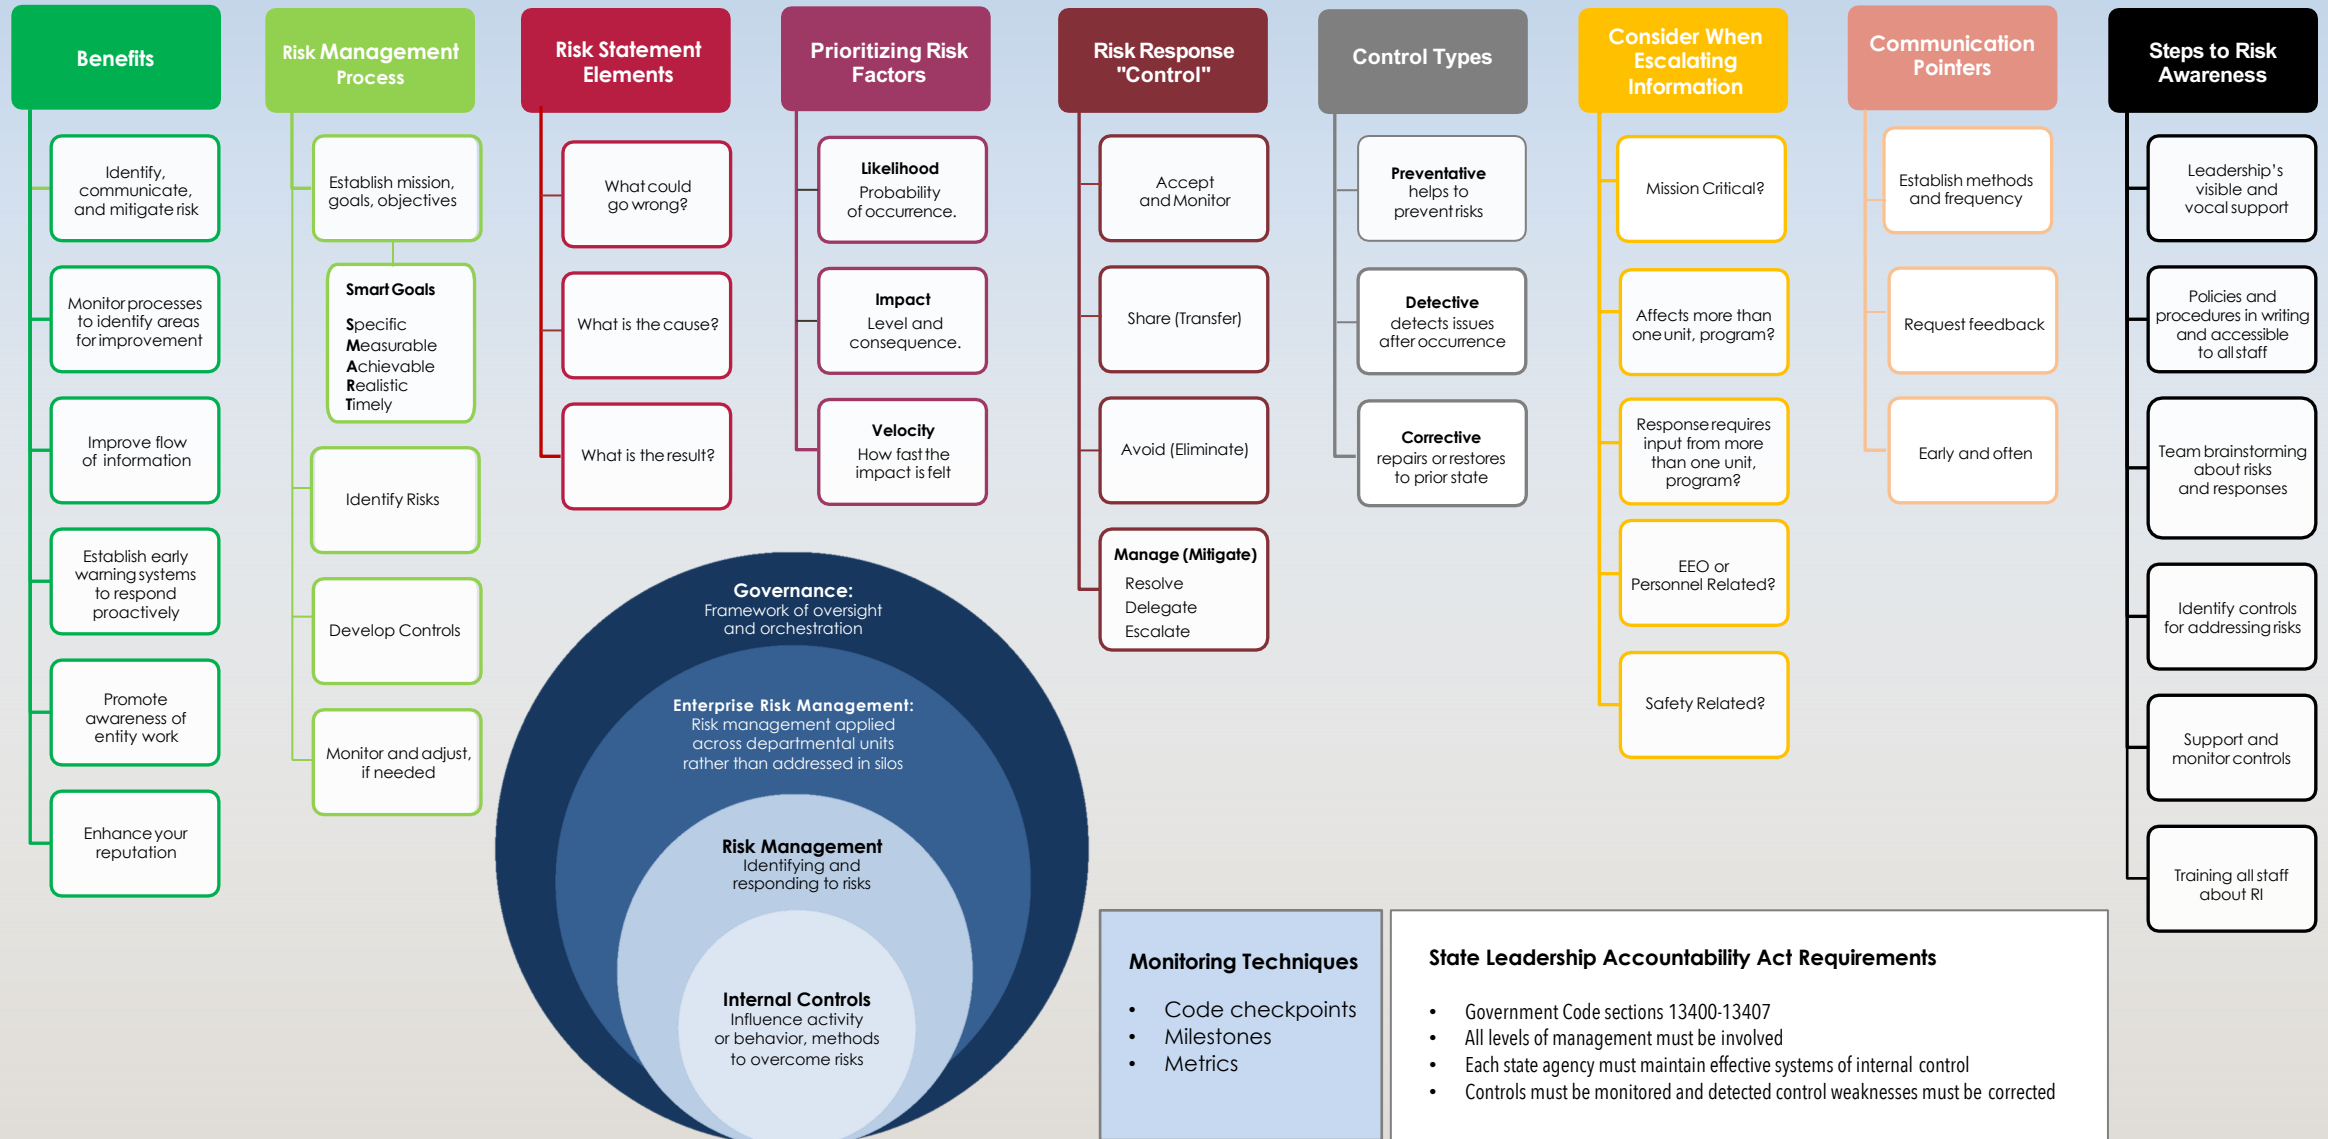 Benefits
Identify,
communicate,
and mitigate risk
Monitor processes
to identify areas
for improvement
Improve flow
of information
Establish early
warning systems
to respond
proactively
Promote
awareness of
entity work
Enhance your
reputation
Risk Management
Process
Establish mission,
goals, objectives
Smart Goals
Specific
Measurable
Achievable
Realistic
Timely
Identify Risks
Develop Controls
Monitor and adjust,
if needed
Risk Statement
Elements
What could
go wrong?
What is the cause?
What is the result?
Prioritizing Risk
Factors
Likelihood
Probability
of occurrence.
Impact
Level and
consequence.
Velocity
How fast the
impact is felt
Risk Response
"Control"
Accept
and Monitor
Share (Transfer)
Avoid (Eliminate)
Manage (Mitigate)
Resolve
Delegate
Escalate
Control Types
Preventative
helps to
prevent risks
Detective
detects issues
after occurrence
Corrective
repairs or restores
to prior state
Consider When
Escalating
Information
Mission Critical?
Affects more than
one unit, program?
Response requires
input from more
than one unit,
program?
EEO or
Personnel Related?
Safety Related?
Communication
Pointers
Establish methods
and frequency
Request feedback
Early and often
Steps to Risk
Awareness
Leadership's
visible and
vocal support
Policies and
procedures in writing
and accessible
to all staff
Team brainstorming
about risks
and responses
Identify controls
for addressing risks
Support and
monitor controls
Training all staff
about RI
Governance:
Framework of oversight
and orchestration
Enterprise Risk Management:
Risk management applied
across departmental units
rather than addressed in silos
Risk Management
Identifying and
responding to risks
Internal Controls
Influence activity
or behavior, methods
to overcome risks
Monitoring Techniques
• Code checkpoints
• Milestones
• Metrics
State Leadership Accountability Act Requirements
• Government Code sections 13400-13407
• All levels of management must be involved
• Each state agency must maintain effective systems of internal control
• Controls must be monitored and detected control weaknesses must be corrected